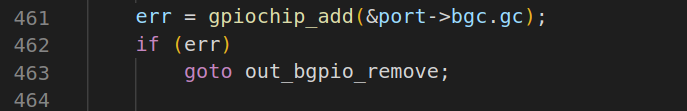 461 err = gpiochip_add(&port->bgc.gc);
462 if (err)
463 goto out_bgpio_remove;
464